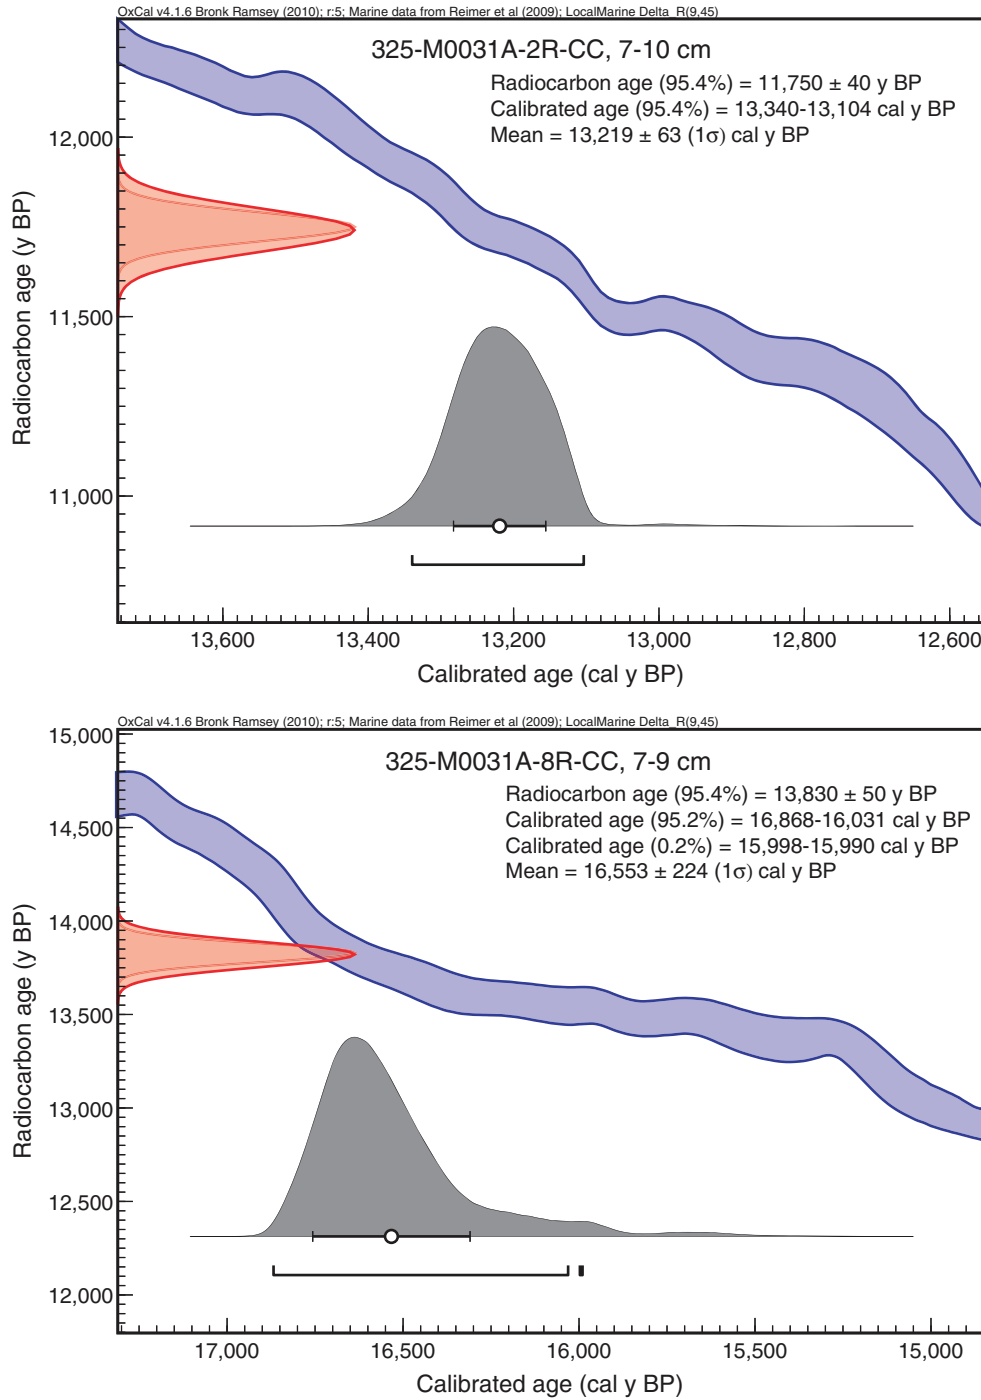 OxCal v4.1.6 Bronk Ramsey (2010); r:5; Marine data from Reimer et al (2009); LocalMarine Delta_R(9,45)
325-M0031A-2R-CC, 7-10 cm
Radiocarbon age (95.4%) = 11,750 ± 40 y BP
Calibrated age (95.4%) = 13,340-13,104 cal y BP
Mean = 13,219 ± 63 (1σ) cal y BP
Radiocarbon age (y BP)
12,000
11,500
11,000
13,600 13,400 13,200 13,000 12,800 12,600
Calibrated age (cal y BP)
OxCal v4.1.6 Bronk Ramsey (2010); r:5; Marine data from Reimer et al (2009); LocalMarine Delta_R(9,45)
325-M0031A-8R-CC, 7-9 cm
Radiocarbon age (95.4%) = 13,830 ± 50 y BP
Calibrated age (95.2%) = 16,868-16,031 cal y BP
Calibrated age (0.2%) = 15,998-15,990 cal y BP
Mean = 16,553 ± 224 (1σ) cal y BP
Radiocarbon age (y BP)
15,000
14,500
14,000
13,500
13,000
12,500
12,000
17,000 16,500 16,000 15,500 15,000
Calibrated age (cal y BP)